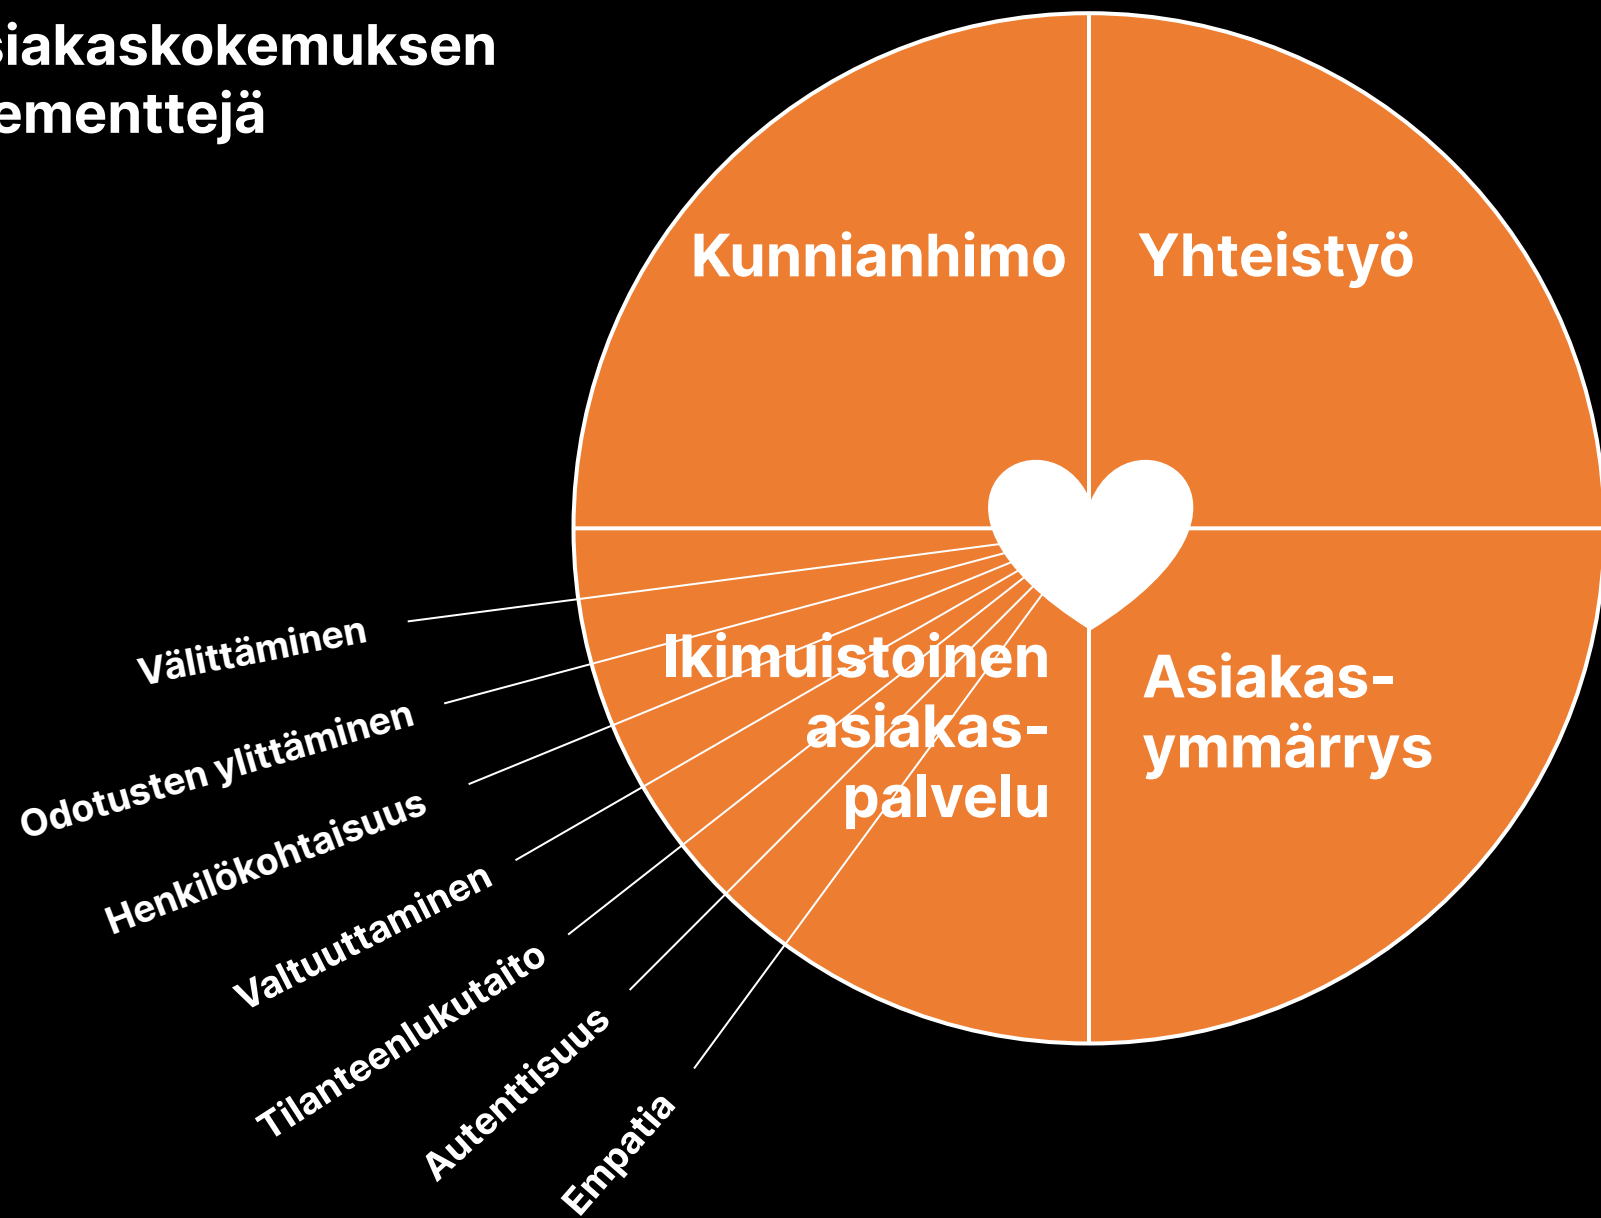 siakaskokemuksen
ementtejä
Kunnianhimo
Yhteistyö
Ikimuistoinen
asiakas-
palvelu
Asiakas-
ymmärrys
Välittäminen
Odotusten ylittäminen
Henkilökohtaisuus
Valtuuttaminen
Tilanteenlukutaito
Autenttisuus
Empatia